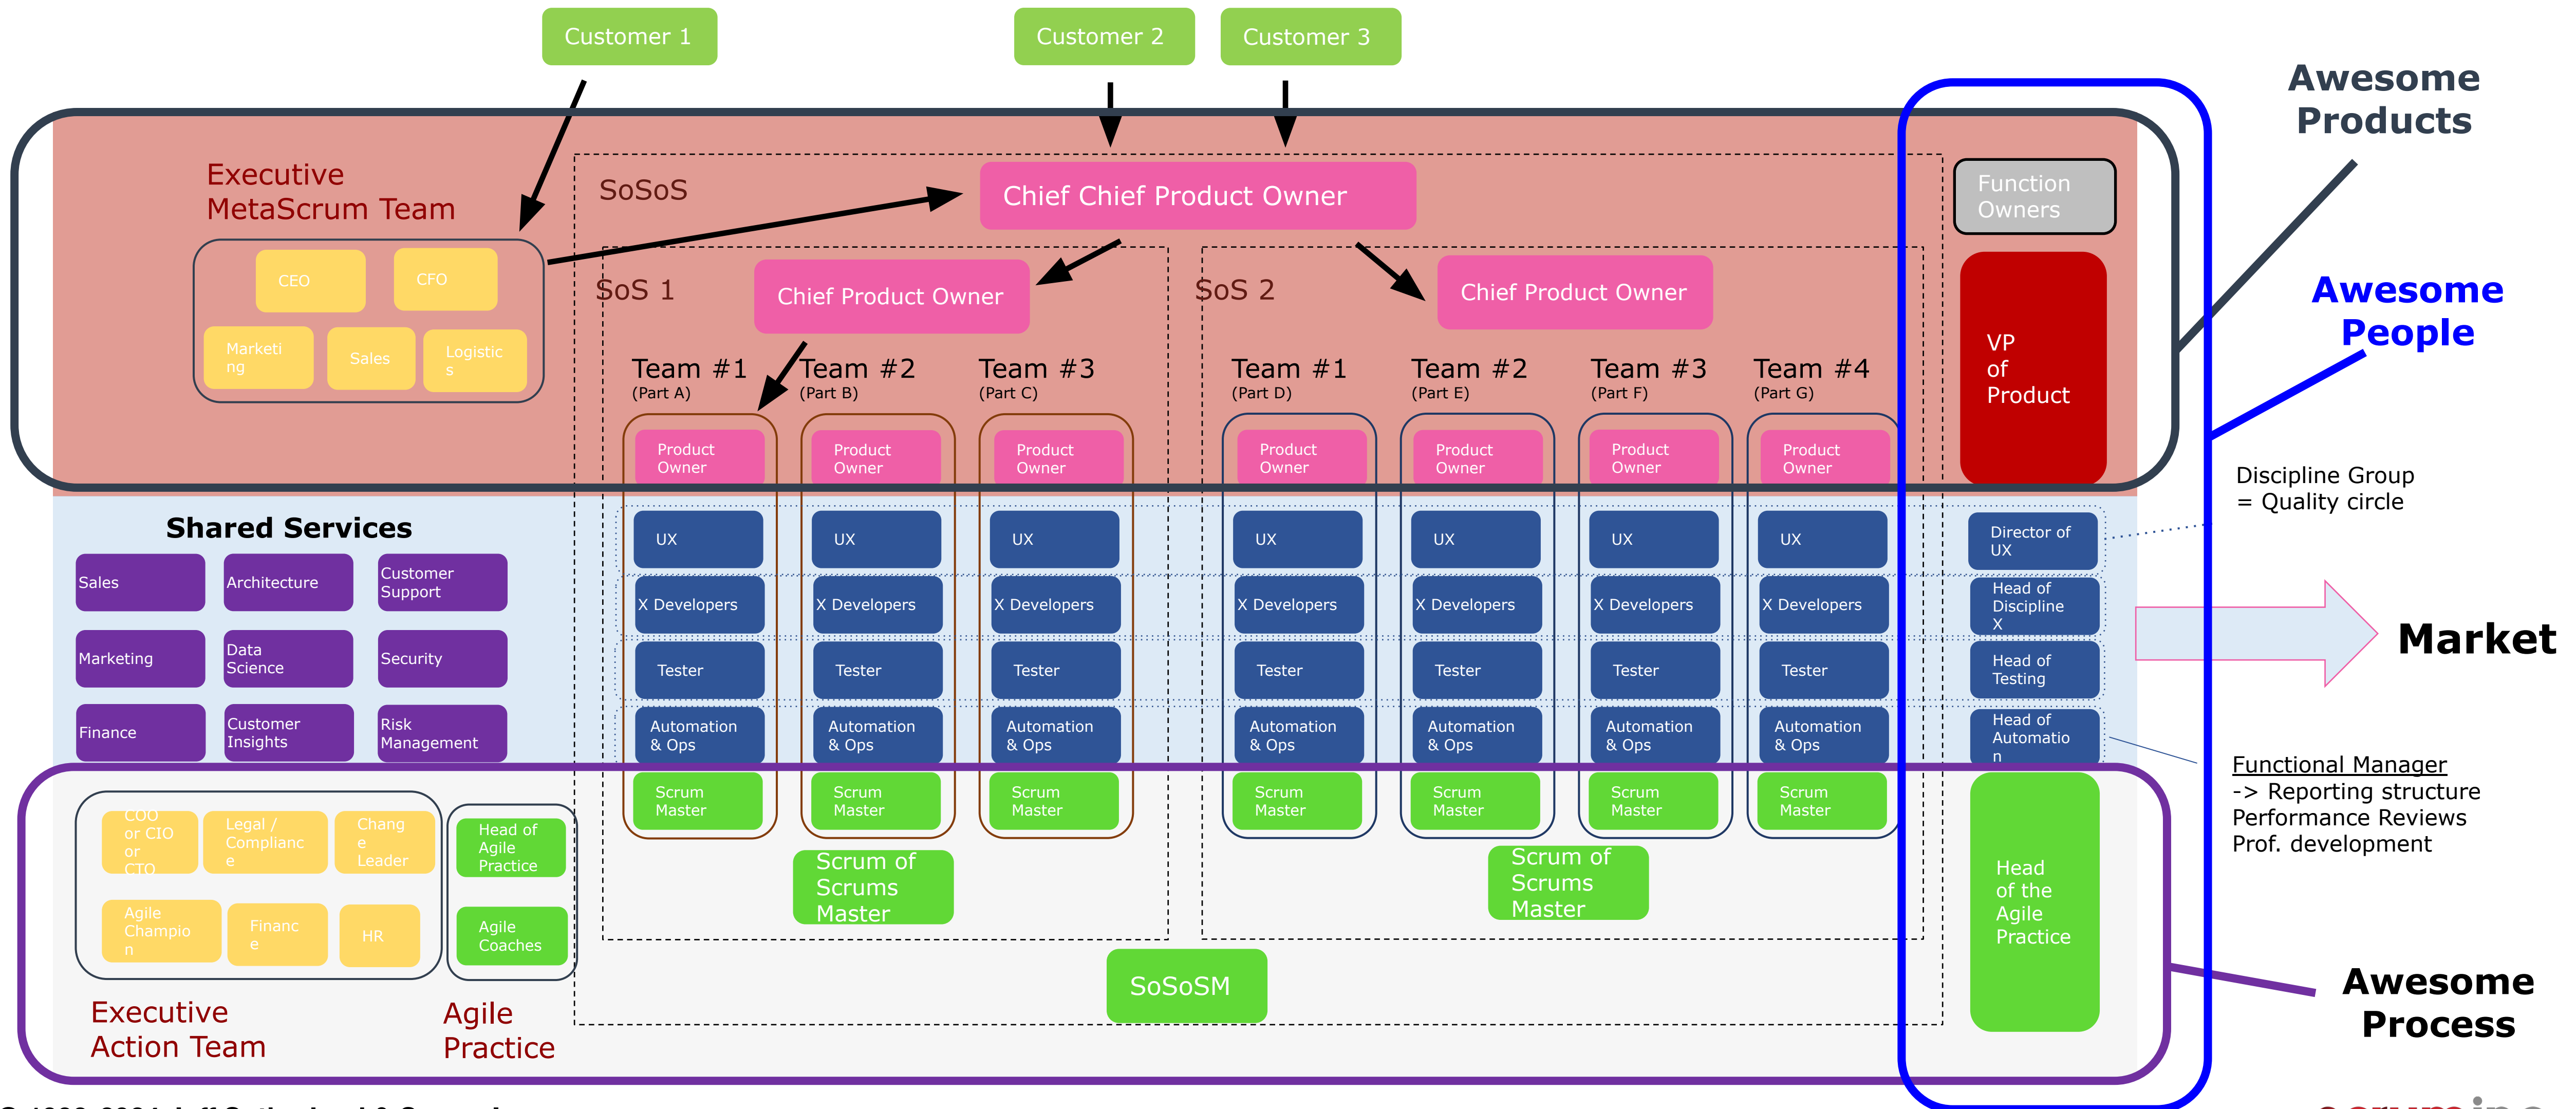 Customer 1
Customer 2
Customer 3
Awesome
Products
Executive
MetaScrum Team
SoSoS
Chief Chief Product Owner
Function
Owners
CEO
CFO
Marketi
ng
Sales
Logistic
s
SoS 1
Chief Product Owner
SoS 2
Chief Product Owner
VP
of
Product
Awesome
People
Team #1
(Part A)
Team #2
(Part B)
Team #3
(Part C)
Team #1
(Part D)
Team #2
(Part E)
Team #3
(Part F)
Team #4
(Part G)
Product
Owner
Product
Owner
Product
Owner
Product
Owner
Product
Owner
Product
Owner
Product
Owner
Discipline Group
= Quality circle
Shared Services
Sales
Architecture
Customer
Support
Marketing
Data
Science
Security
Finance
Customer
Insights
Risk
Management
UX
UX
UX
UX
UX
UX
UX
Director of
UX
X Developers
X Developers
X Developers
X Developers
X Developers
X Developers
X Developers
Head of
Discipline
X
Market
Tester
Tester
Tester
Tester
Tester
Tester
Tester
Head of
Testing
Automation
& Ops
Automation
& Ops
Automation
& Ops
Automation
& Ops
Automation
& Ops
Automation
& Ops
Automation
& Ops
Head of
Automatio
n
Functional Manager
-> Reporting structure
Performance Reviews
Prof. development
Scrum
Master
Scrum
Master
Scrum
Master
Scrum
Master
Scrum
Master
Scrum
Master
Scrum
Master
COO
or CIO
or
CTO
Legal /
Complianc
e
Chang
e
Leader
Agile
Champio
n
Financ
e
HR
Head of
Agile
Practice
Agile
Coaches
Scrum of
Scrums
Master
Scrum of
Scrums
Master
Head
of the
Agile
Practice
SoSoSM
Executive
Action Team
Agile
Practice
Awesome
Process